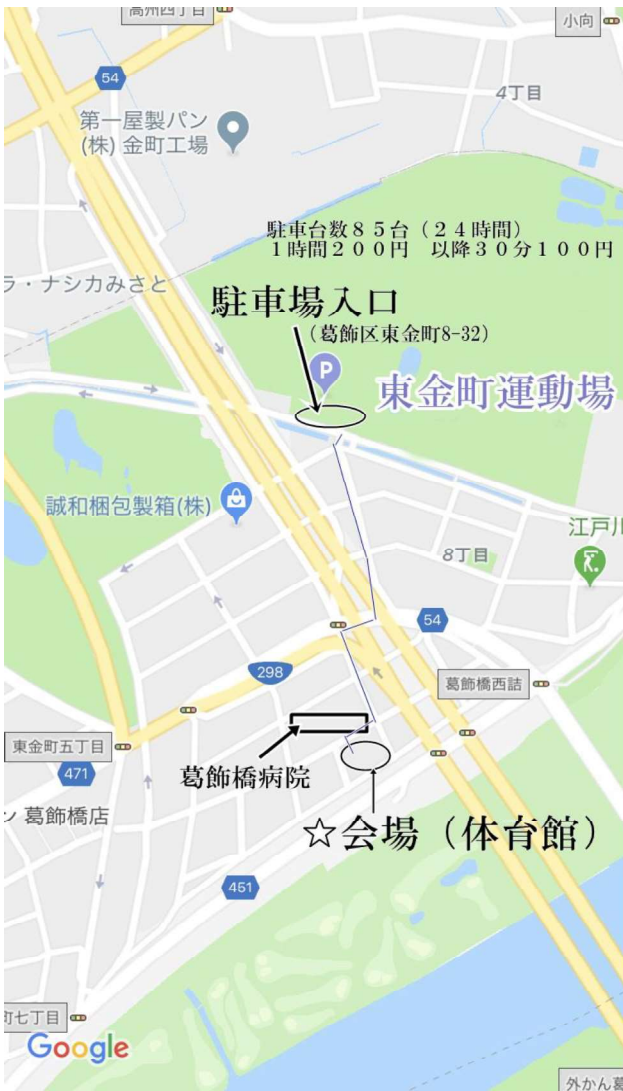 高州四丁目
小向
54
4丁目
第一屋製パン
(株) 金町工場
駐車台数85台（24時間）
1時間200円　以降30分100円
ラ・ナシカみさと
駐車場入口
（葛飾区東金町8-32）
P
東金町運動場
誠和梱包製箱(株)
江戸川
8丁目
54
298
葛飾橋西詰
東金町五丁目
葛飾橋病院
471
ン 葛飾橋店
☆会場（体育館）
451
町七丁目
Google
外かん葛